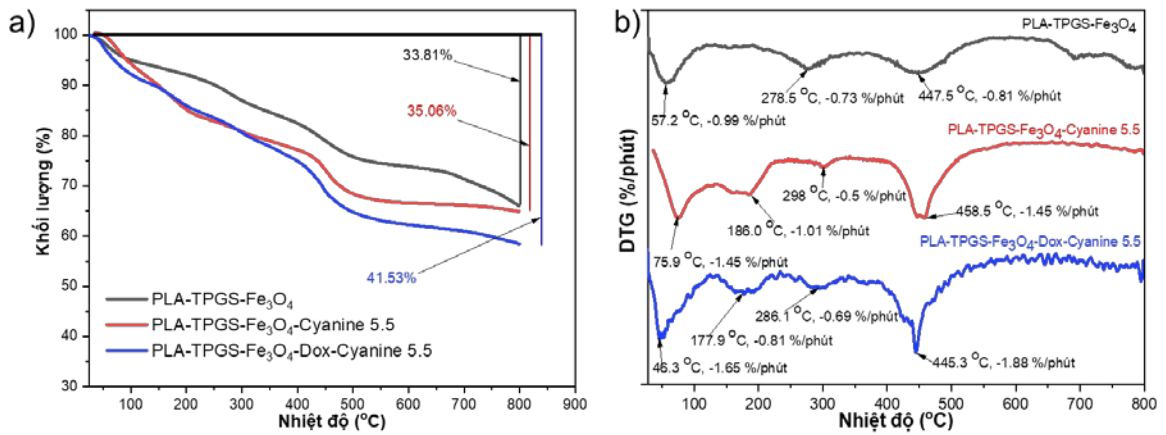 a)
100
90
80
70
60
50
40
30
Khối lượng (%)
33.81%
35.06%
41.53%
PLA-TPGS-Fe₃O₄
PLA-TPGS-Fe₃O₄-Cyanine 5.5
PLA-TPGS-Fe₃O₄-Dox-Cyanine 5.5
100 200 300 400 500 600 700 800 900
Nhiệt độ (°C)
b)
DTG (%/phút)
PLA-TPGS-Fe₃O₄
57.2 °C, -0.99 %/phút
278.5 °C, -0.73 %/phút
447.5 °C, -0.81 %/phút
PLA-TPGS-Fe₃O₄-Cyanine 5.5
75.9 °C, -1.45 %/phút
186.0 °C, -1.01 %/phút
298 °C, -0.5 %/phút
458.5 °C, -1.45 %/phút
PLA-TPGS-Fe₃O₄-Dox-Cyanine 5.5
46.3 °C, -1.65 %/phút
177.9 °C, -0.81 %/phút
286.1 °C, -0.69 %/phút
445.3 °C, -1.88 %/phút
100 200 300 400 500 600 700 800
Nhiệt độ (°C)